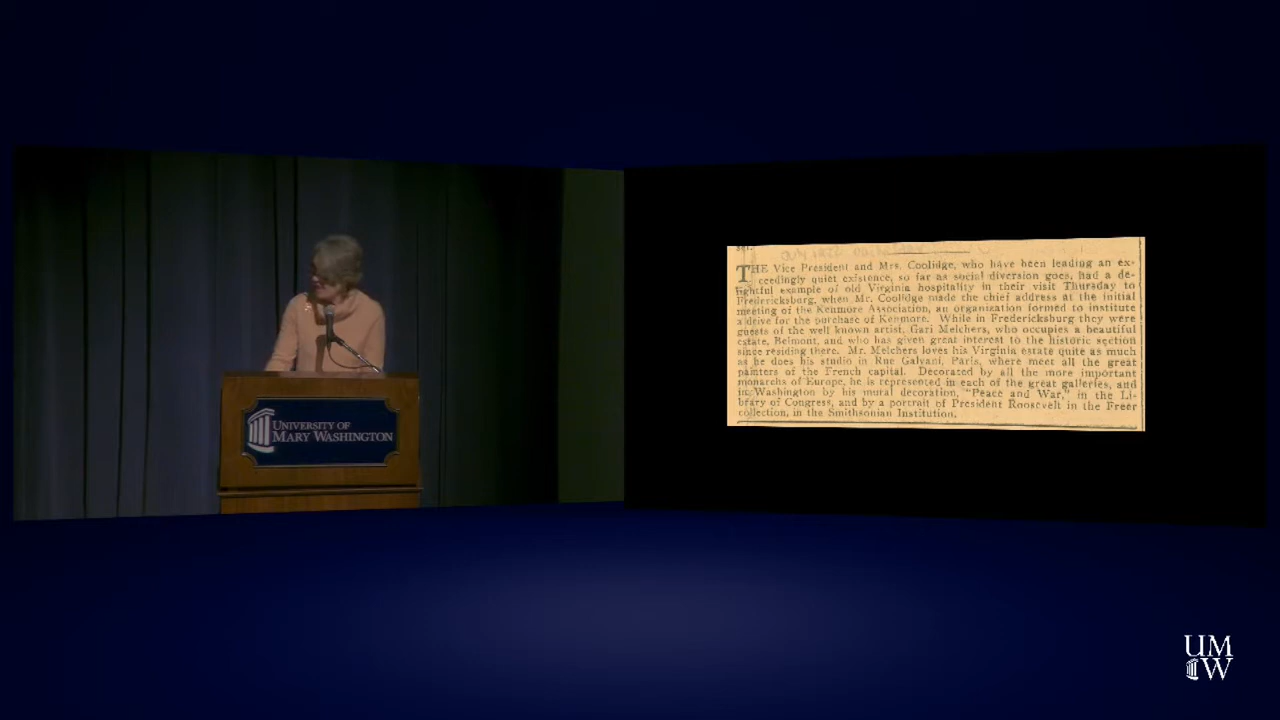 UNIVERSITY OF
MARY WASHINGTON
THE Vice President and Mrs. Coolidge, who have been leading an ex-
ceedingly quiet existence, so far as social diversion goes, had a de-
lightful example of old Virginia hospitality in their visit Thursday to
Fredericksburg, when Mr. Coolidge made the chief address at the initial
meeting of the Kenmore Association, an organization formed to institute
a drive for the purchase of Kenmore. While in Fredericksburg they were
guests of the well known artist, Gari Melchers, who occupies a beautiful
estate, Belmont, and who has given great interest to the historic section
since residing there. Mr. Melchers loves his Virginia estate quite as much
as he does his studio in Rue Galvani, Paris, where meet all the great
painters of the French capital. Decorated by all the more important
monarchs of Europe, he is represented in each of the great galleries, and
in Washington by his mural decoration, "Peace and War," in the Li-
brary of Congress, and by a portrait of President Roosevelt in the Freer
collection, in the Smithsonian Institution.
UM
W